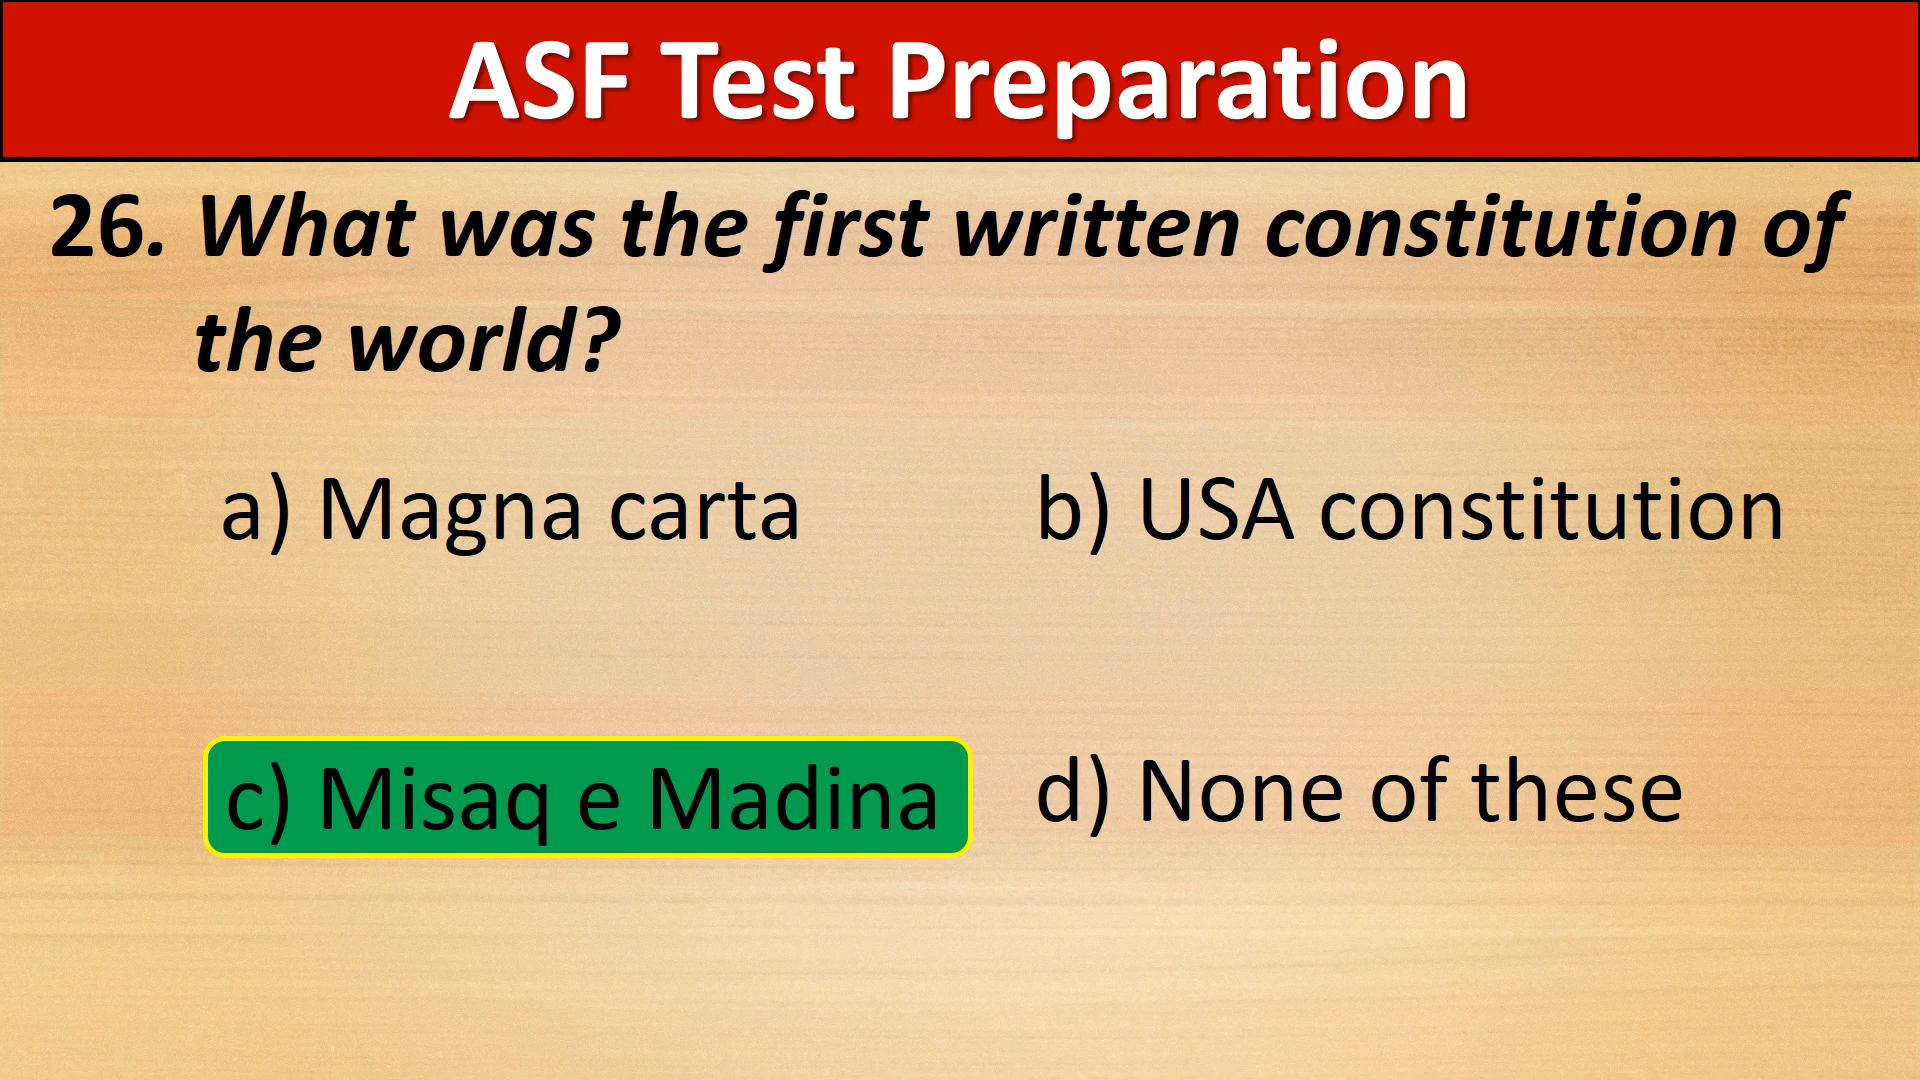 ASF Test Preparation
26. What was the first written constitution of
the world?
a) Magna carta
b) USA constitution
c) Misaq e Madina
d) None of these